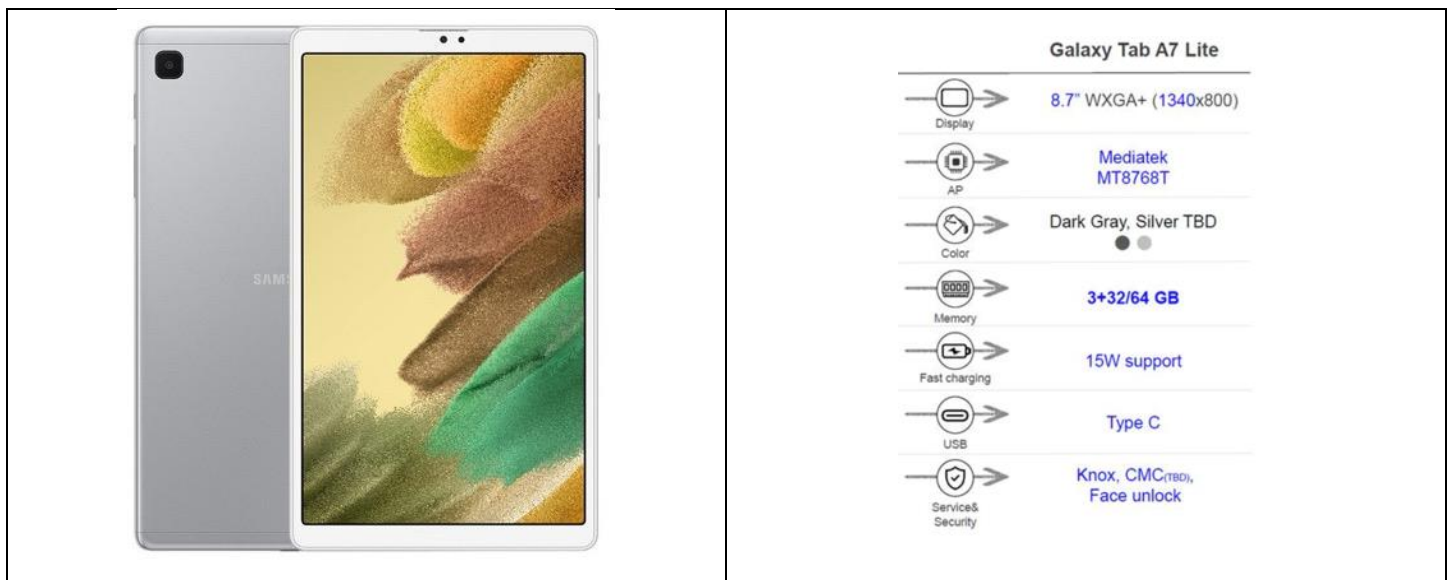 SAMS
Galaxy Tab A7 Lite
Display
8.7" WXGA+ (1340x800)
AP
Mediatek
MT8768T
Color
Dark Gray, Silver TBD
Memory
3+32/64 GB
Fast charging
15W support
USB
Type C
Service&
Security
Knox, CMC(TBD),
Face unlock